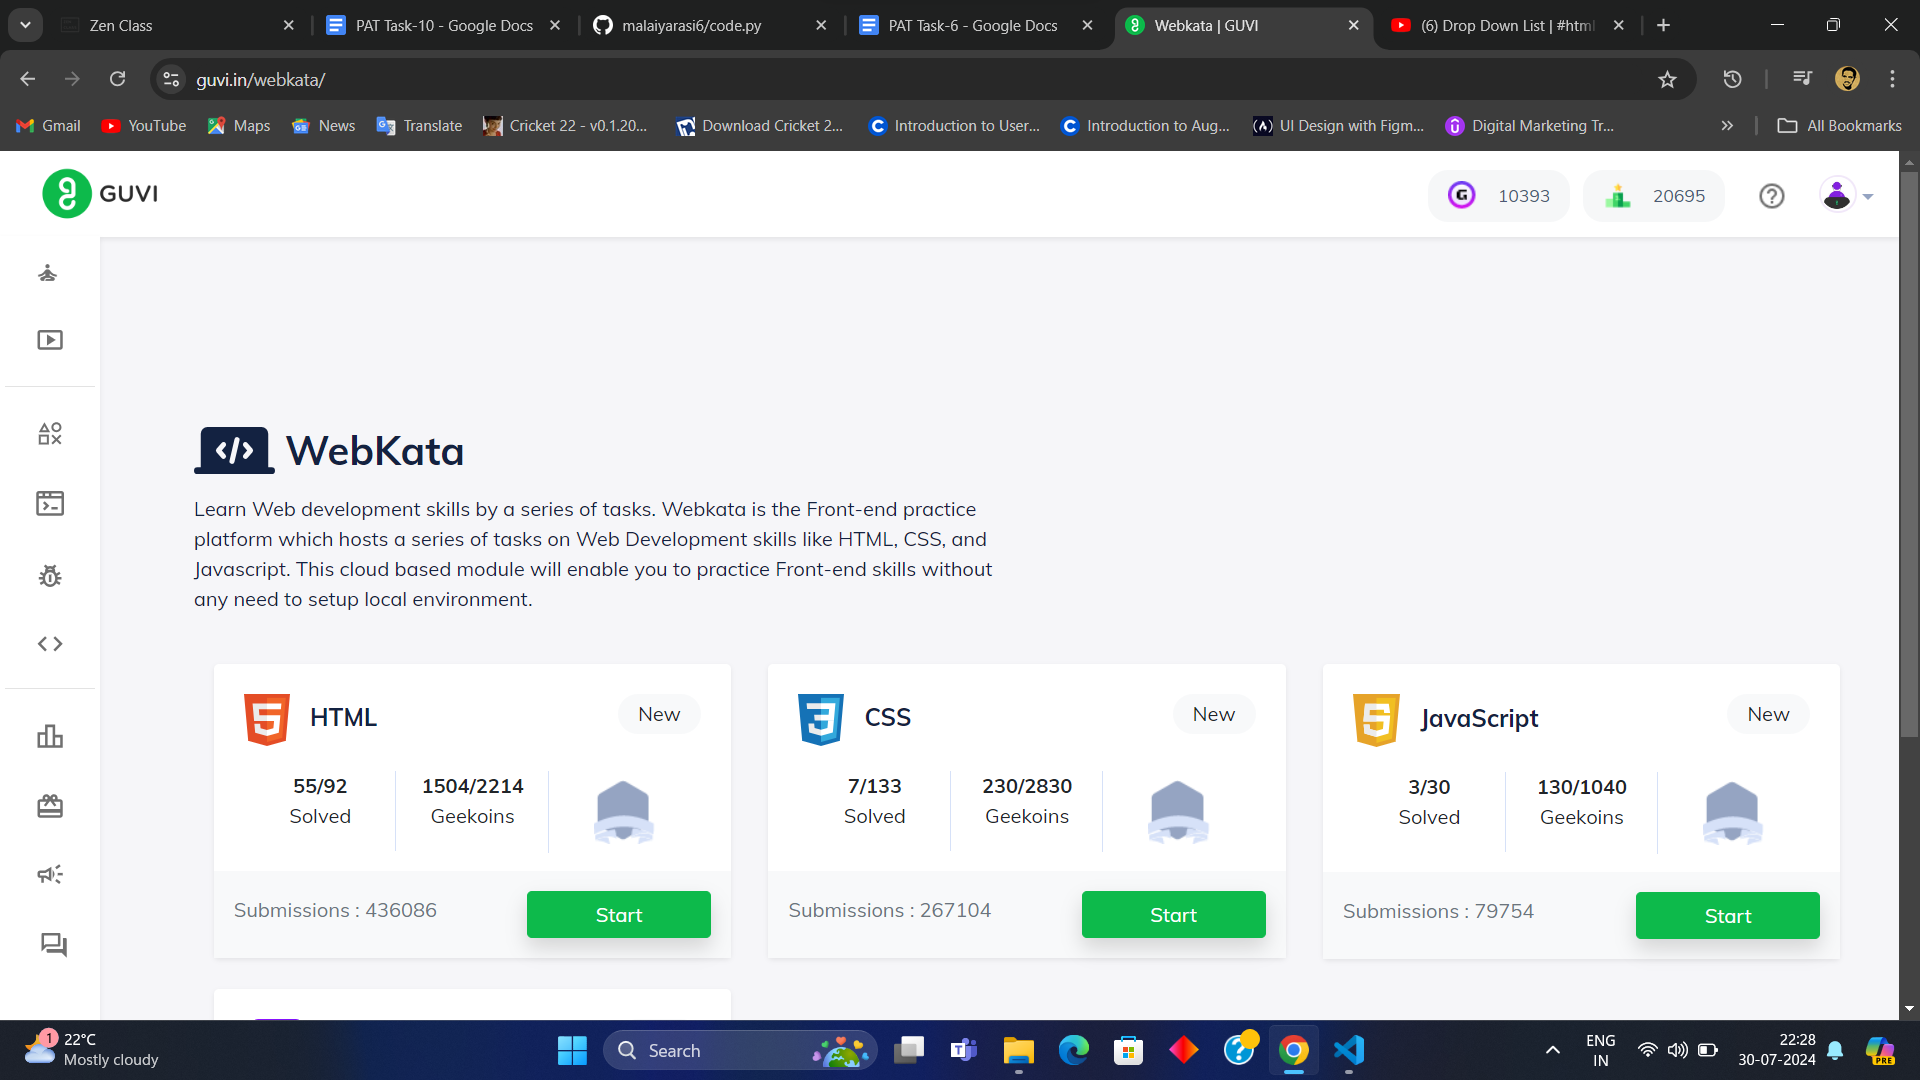 Zen Class
PAT Task-10 - Google Docs
malaiyarasi6/code.py
PAT Task-6 - Google Docs
Webkata | GUVI
(6) Drop Down List | #html
guvi.in/webkata/
Gmail
YouTube
Maps
News
Translate
Cricket 22 - v0.1.20...
Download Cricket 2...
Introduction to User...
Introduction to Aug...
UI Design with Figm...
Digital Marketing Tr...
All Bookmarks
GUVI
10393
20695
WebKata
Learn Web development skills by a series of tasks. Webkata is the Front-end practice
platform which hosts a series of tasks on Web Development skills like HTML, CSS, and
Javascript. This cloud based module will enable you to practice Front-end skills without
any need to setup local environment.
HTML
New
55/92
Solved
1504/2214
Geekoins
Submissions : 436086
Start
CSS
New
7/133
Solved
230/2830
Geekoins
Submissions : 267104
Start
JavaScript
New
3/30
Solved
130/1040
Geekoins
Submissions : 79754
Start
1
22°C
Mostly cloudy
Search
ENG
IN
22:28
30-07-2024
PRE